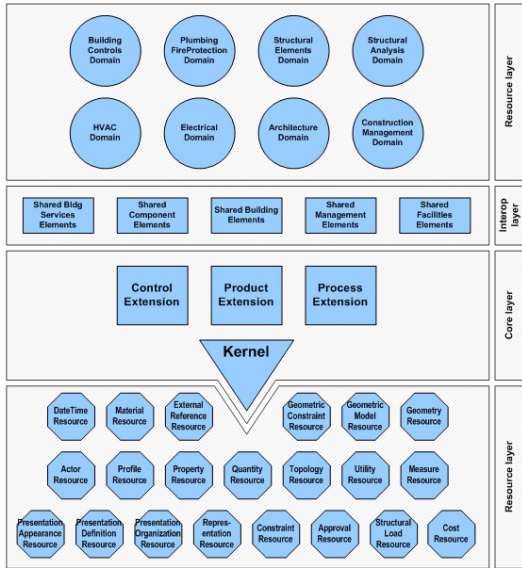 Building
Controls
Domain
Plumbing
FireProtection
Domain
Structural
Elements
Domain
Structural
Analysis
Domain
HVAC
Domain
Electrical
Domain
Architecture
Domain
Construction
Management
Domain
Resource layer
Shared Bldg
Services
Elements
Shared
Component
Elements
Shared Building
Elements
Shared
Management
Elements
Shared
Facilities
Elements
Interop
layer
Control
Extension
Product
Extension
Process
Extension
Kernel
Core layer
DateTime
Resource
Material
Resource
External
Reference
Resource
Geometric
Constraint
Resource
Geometric
Model
Resource
Geometry
Resource
Actor
Resource
Profile
Resource
Property
Resource
Quantity
Resource
Topology
Resource
Utility
Resource
Measure
Resource
Presentation
Appearance
Resource
Presentation
Definition
Resource
Presentation
Organization
Resource
Repres-
entation
Resource
Constraint
Resource
Approval
Resource
Structural
Load
Resource
Cost
Resource
Resource layer